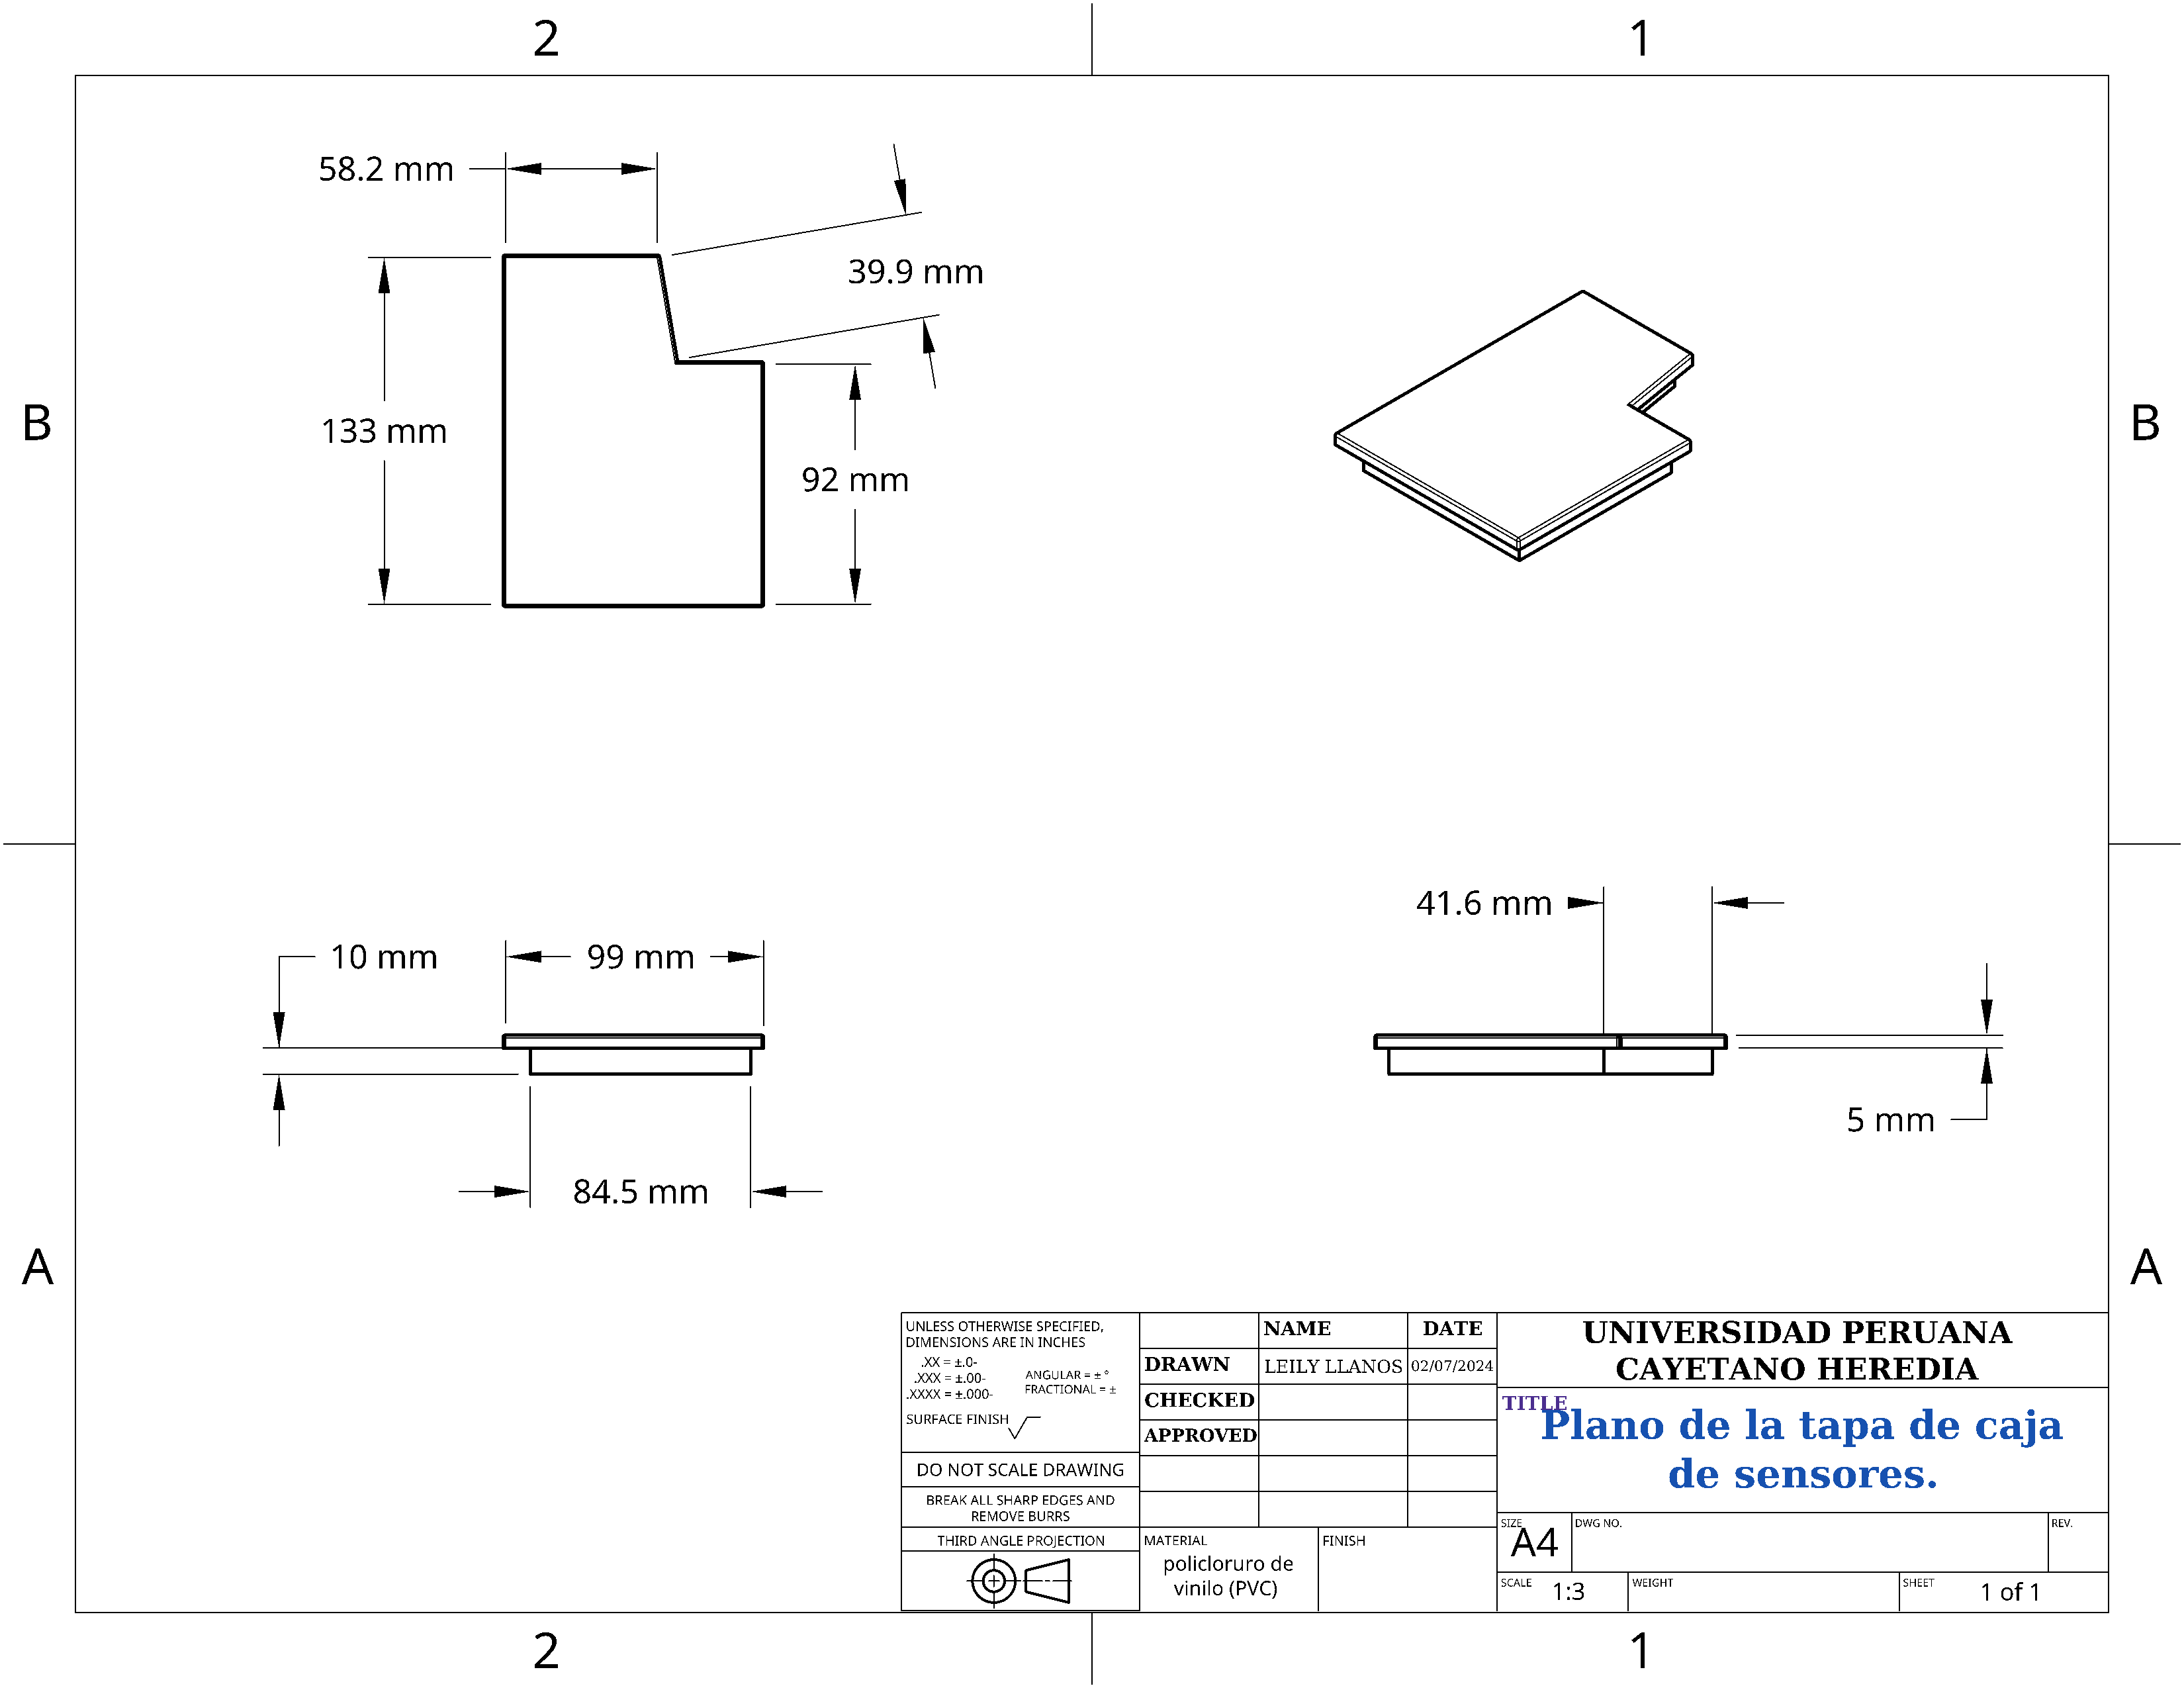 2
1
58.2 mm
39.9 mm
133 mm
92 mm
B
B
41.6 mm
10 mm
99 mm
5 mm
84.5 mm
A
A
UNLESS OTHERWISE SPECIFIED,
DIMENSIONS ARE IN INCHES
.XX = ±.0-
.XXX = ±.00-
.XXXX = ±.000-
ANGULAR = ± °
FRACTIONAL = ±
SURFACE FINISH
DO NOT SCALE DRAWING
BREAK ALL SHARP EDGES AND
REMOVE BURRS
THIRD ANGLE PROJECTION
NAME DATE
DRAWN LEILY LLANOS 02/07/2024
CHECKED
APPROVED
MATERIAL
policloruro de
vinilo (PVC)
FINISH
UNIVERSIDAD PERUANA
CAYETANO HEREDIA
TITLE
Plano de la tapa de caja
de sensores.
SIZE
A4
DWG NO.
REV.
SCALE 1:3
WEIGHT
SHEET 1 of 1
2
1